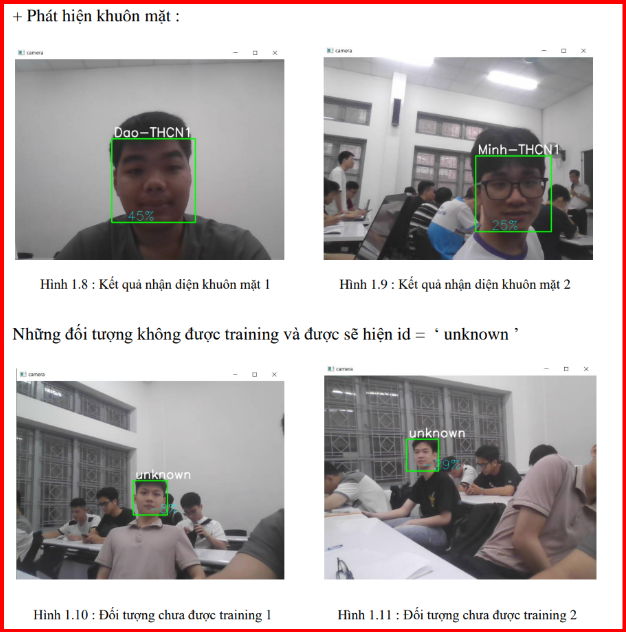 + Phát hiện khuôn mặt :
camera
camera
Dao-THCN1
45%
Minh-THCN1
25%
Hình 1.8 : Kết quả nhận diện khuôn mặt 1
Hình 1.9 : Kết quả nhận diện khuôn mặt 2
Những đối tượng không được training và được sẽ hiện id = ‘ unknown ’
camera
camera
unknown
unknown
Hình 1.10 : Đối tượng chưa được training 1
Hình 1.11 : Đối tượng chưa được training 2